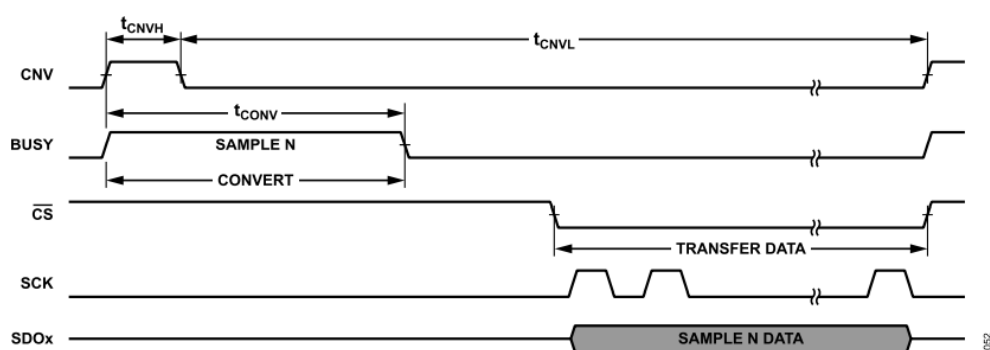 tCNVH
tCNVL
CNV
tCONV
BUSY
SAMPLE N
CONVERT
CS
TRANSFER DATA
SCK
SDOx
SAMPLE N DATA
052